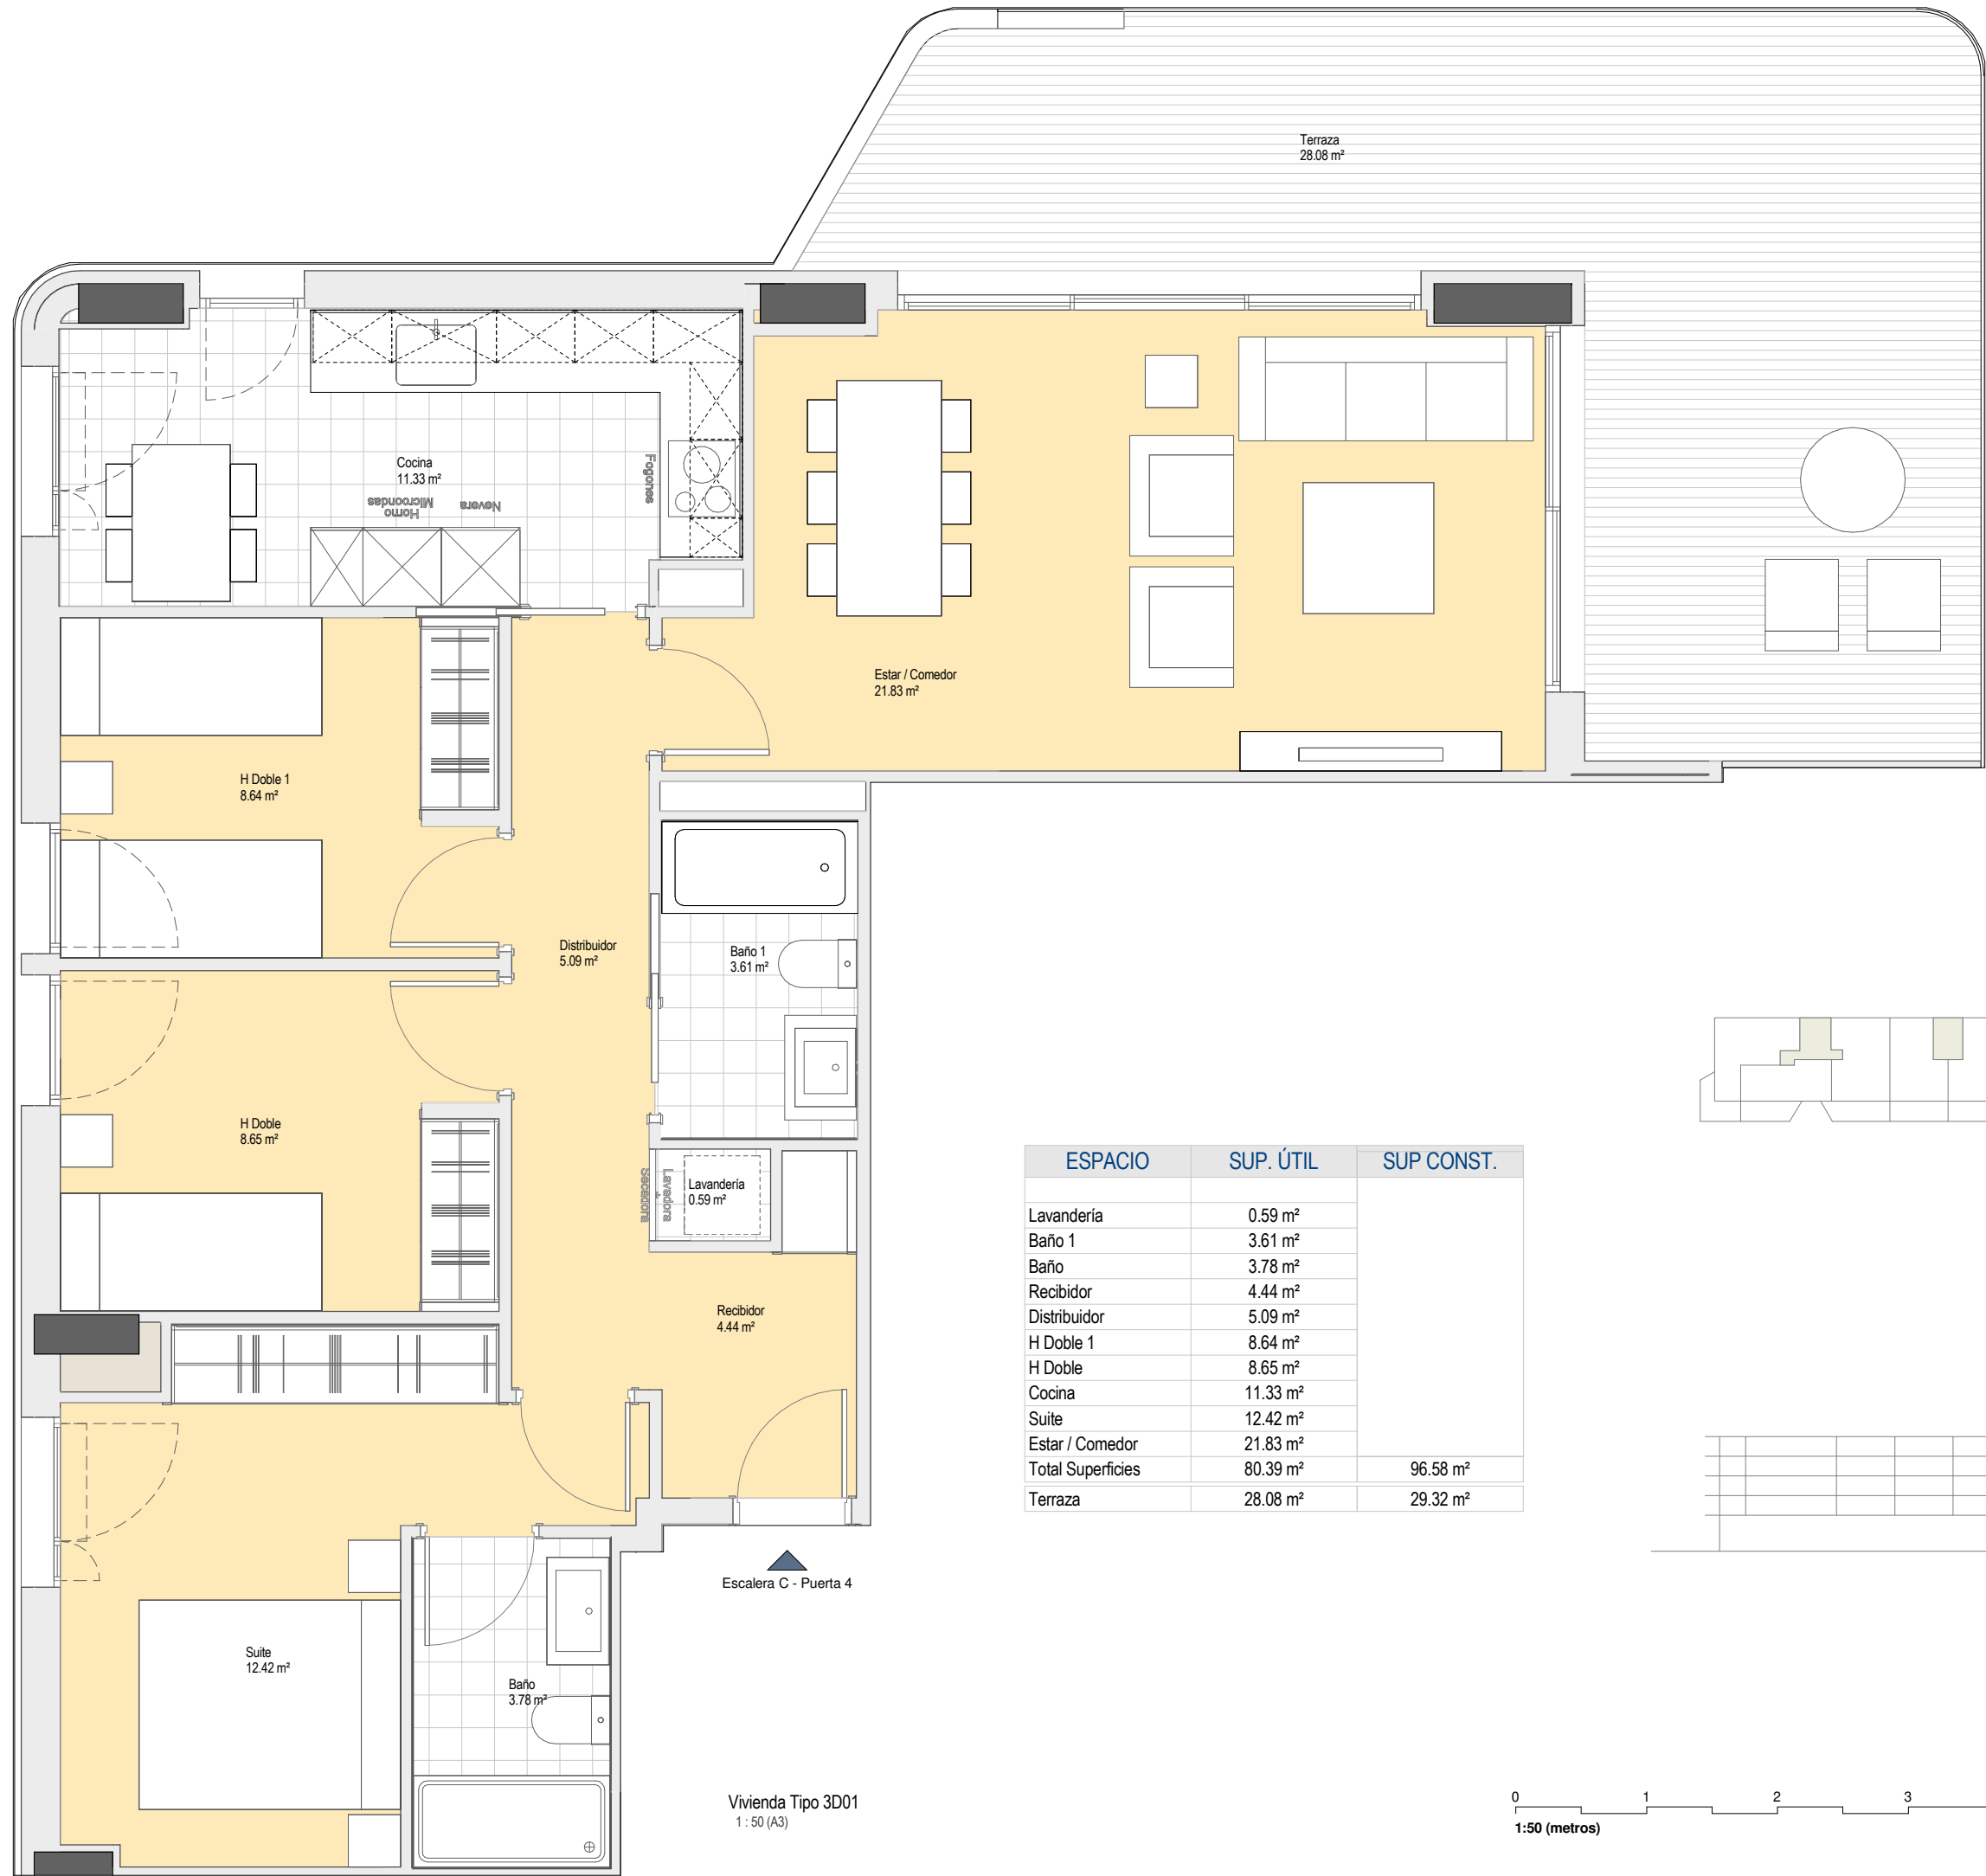 Terraza
28.08 m²
Cocina
11.33 m²
Horno
Microondas
Nevera
Fogones
Estar / Comedor
21.83 m²
H Doble 1
8.64 m²
Distribuidor
5.09 m²
Baño 1
3.61 m²
H Doble
8.65 m²
Lavandería
0.59 m²
Lavadora
+
Secadora
Recibidor
4.44 m²
ESPACIO SUP. ÚTIL SUP CONST.
Lavandería 0.59 m²
Baño 1 3.61 m²
Baño 3.78 m²
Recibidor 4.44 m²
Distribuidor 5.09 m²
H Doble 1 8.64 m²
H Doble 8.65 m²
Cocina 11.33 m²
Suite 12.42 m²
Estar / Comedor 21.83 m²
Total Superficies 80.39 m² 96.58 m²
Terraza 28.08 m² 29.32 m²
Escalera C - Puerta 4
Suite
12.42 m²
Baño
3.78 m²
Vivienda Tipo 3D01
1 : 50 (A3)
0 1 2 3
1:50 (metros)